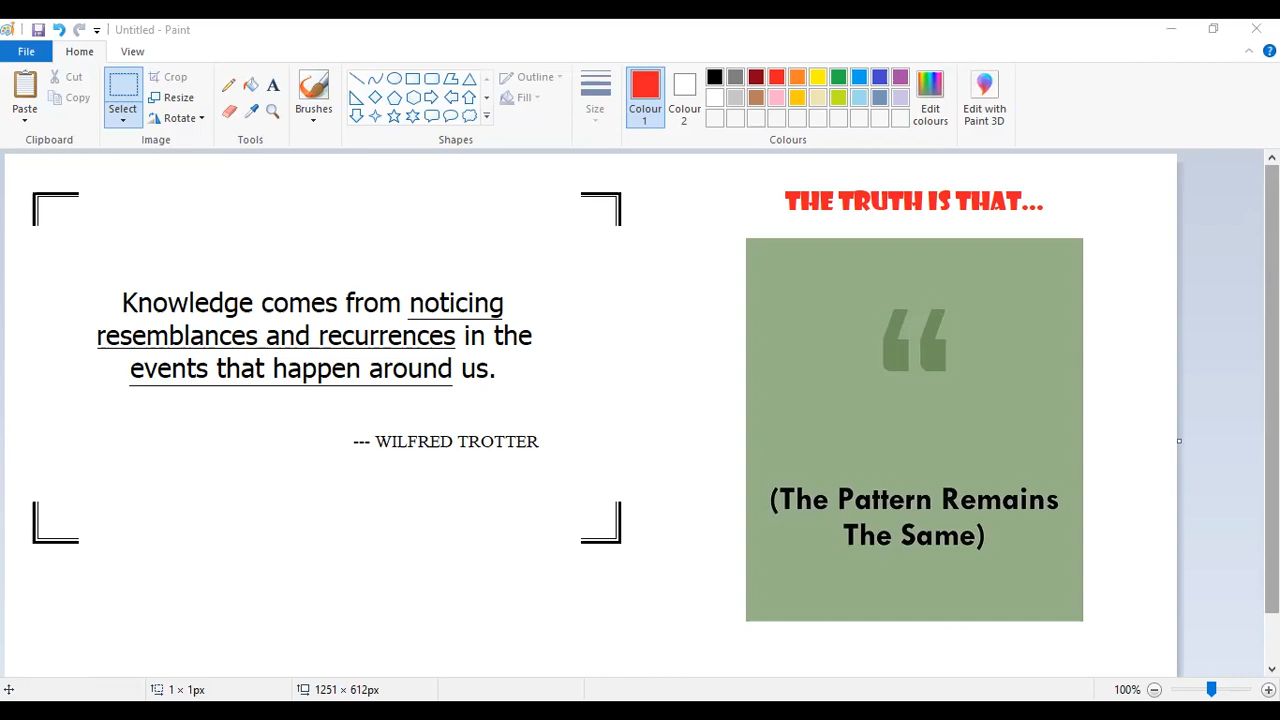 Untitled - Paint
File
Home
View
Paste
Cut
Copy
Clipboard
Select
Crop
Resize
Rotate
Image
A
Tools
Brushes
Shapes
Outline
Fill
Size
Colour
1
Colour
2
Edit
colours
Edit with
Paint 3D
Colours
Knowledge comes from noticing
resemblances and recurrences in the
events that happen around us.
--- WILFRED TROTTER
THE TRUTH IS THAT...
“
(The Pattern Remains
The Same)
1 × 1px
1251 × 612px
100%